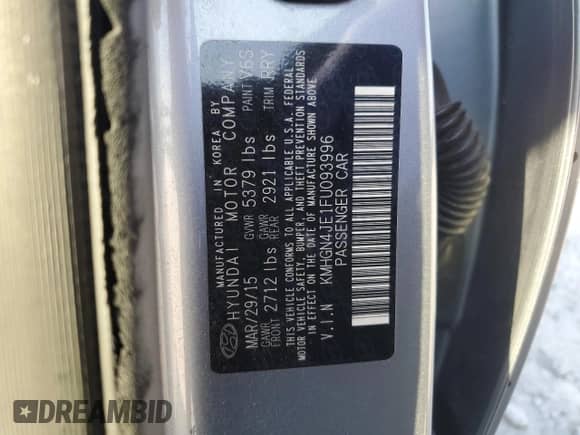 MANUFACTURED IN KOREA BY
HYUNDAI MOTOR COMPANY
MAR/29/15 GVWR 5379 lbs PAINT V6S
GAWR FRONT 2712 lbs GAWR REAR 2921 lbs TRIM RRY
THIS VEHICLE CONFORMS TO ALL APPLICABLE U.S.A. FEDERAL
MOTOR VEHICLE SAFETY, BUMPER, AND THEFT PREVENTION STANDARDS
IN EFFECT ON THE DATE OF MANUFACTURE SHOWN ABOVE
V.I.N KMHGN4JE1FU093996
PASSENGER CAR
DREAMBID